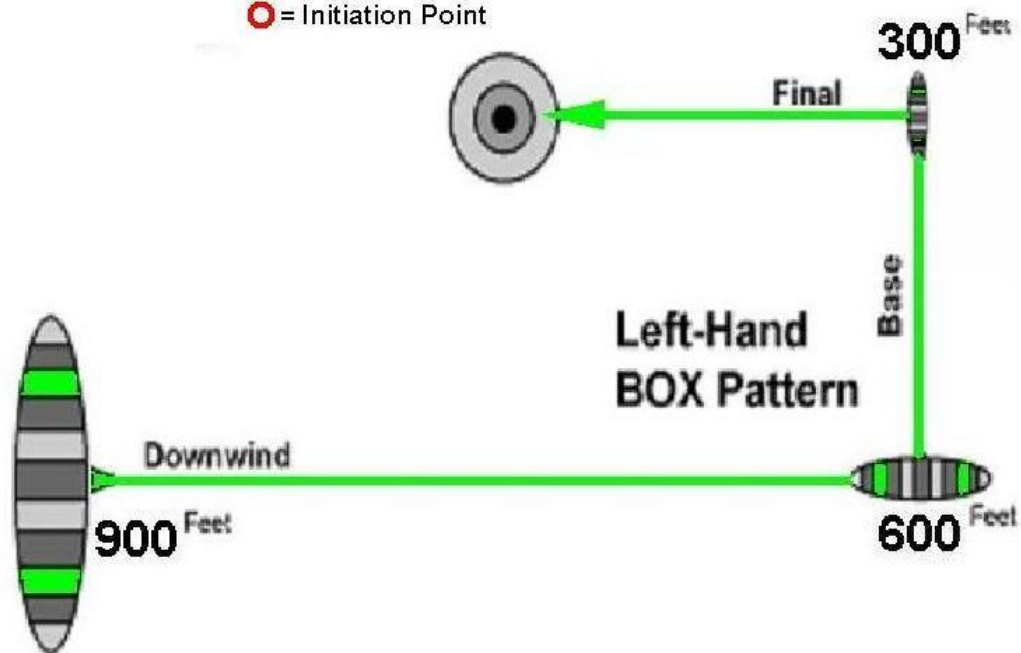 = Initiation Point
300 Feet
Final
Base
Left-Hand
BOX Pattern
Downwind
900 Feet
600 Feet